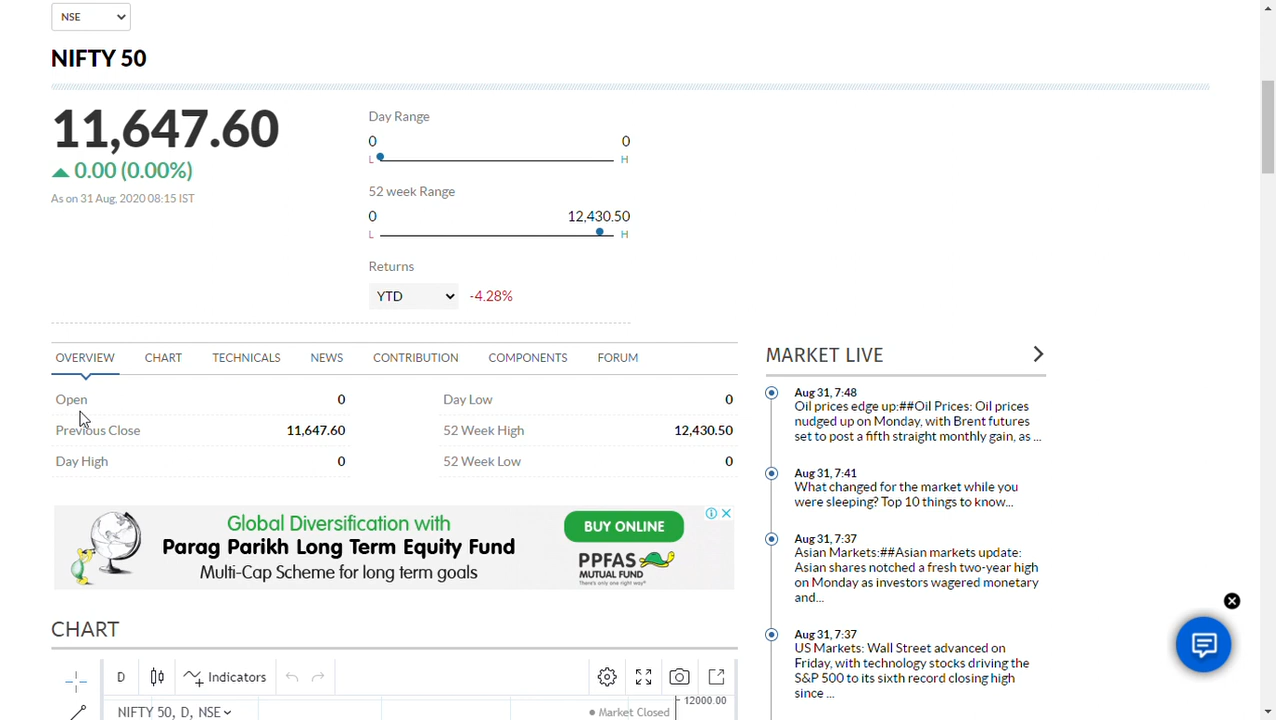 NSE
NIFTY 50
11,647.60
0.00 (0.00%)
As on 31 Aug, 2020 08:15 IST
Day Range
0 0
L H
52 week Range
0 12,430.50
L H
Returns
YTD -4.28%
OVERVIEW CHART TECHNICALS NEWS CONTRIBUTION COMPONENTS FORUM
Open 0 Day Low 0
Previous Close 11,647.60 52 Week High 12,430.50
Day High 0 52 Week Low 0
Global Diversification with
Parag Parikh Long Term Equity Fund
Multi-Cap Scheme for long term goals
BUY ONLINE
PPFAS
MUTUAL FUND
There's only one right way®
CHART
D Indicators
NIFTY 50, D, NSE
Market Closed
12000.00
MARKET LIVE
Aug 31, 7:48
Oil prices edge up:##Oil Prices: Oil prices
nudged up on Monday, with Brent futures
set to post a fifth straight monthly gain, as ...
Aug 31, 7:41
What changed for the market while you
were sleeping? Top 10 things to know...
Aug 31, 7:37
Asian Markets:##Asian markets update:
Asian shares notched a fresh two-year high
on Monday as investors wagered monetary
and...
Aug 31, 7:37
US Markets: Wall Street advanced on
Friday, with technology stocks driving the
S&P 500 to its sixth record closing high
since ...